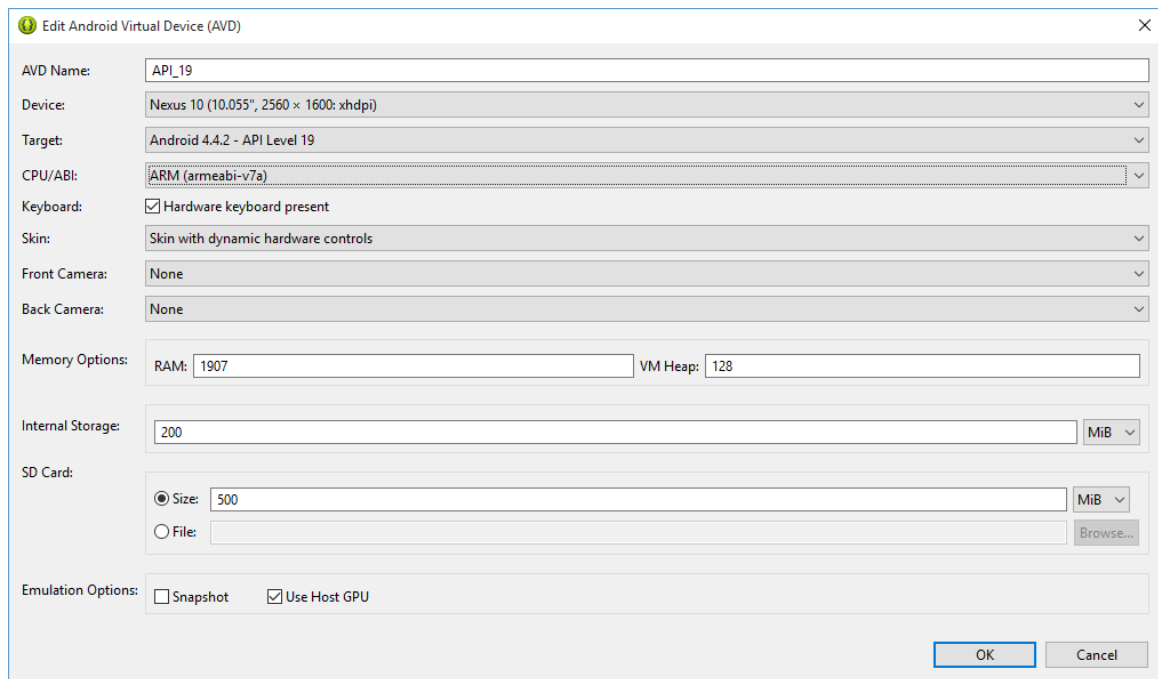 Edit Android Virtual Device (AVD)
AVD Name: API_19
Device: Nexus 10 (10.055", 2560 × 1600: xhdpi)
Target: Android 4.4.2 - API Level 19
CPU/ABI: ARM (armeabi-v7a)
Keyboard: Hardware keyboard present
Skin: Skin with dynamic hardware controls
Front Camera: None
Back Camera: None
Memory Options: RAM: 1907 VM Heap: 128
Internal Storage: 200 MiB
SD Card:
Size: 500 MiB
File: Browse...
Emulation Options: Snapshot Use Host GPU
OK Cancel